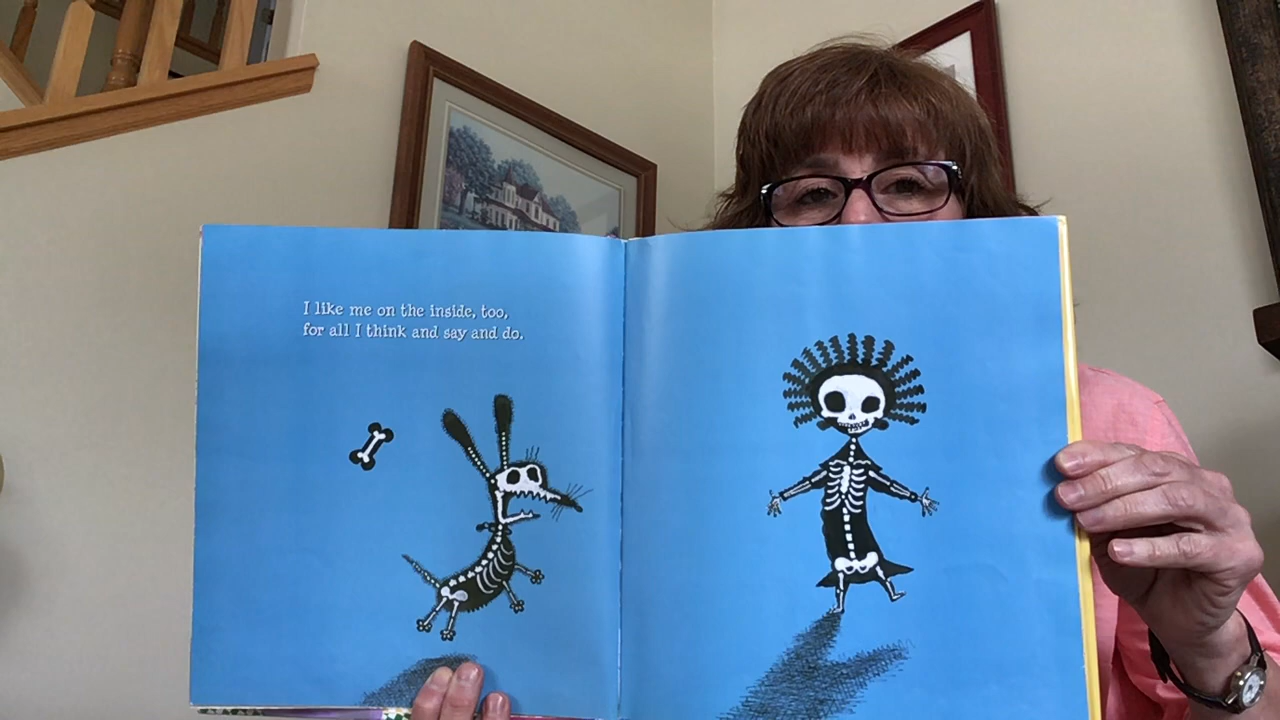 I like me on the inside, too,
for all I think and say and do.